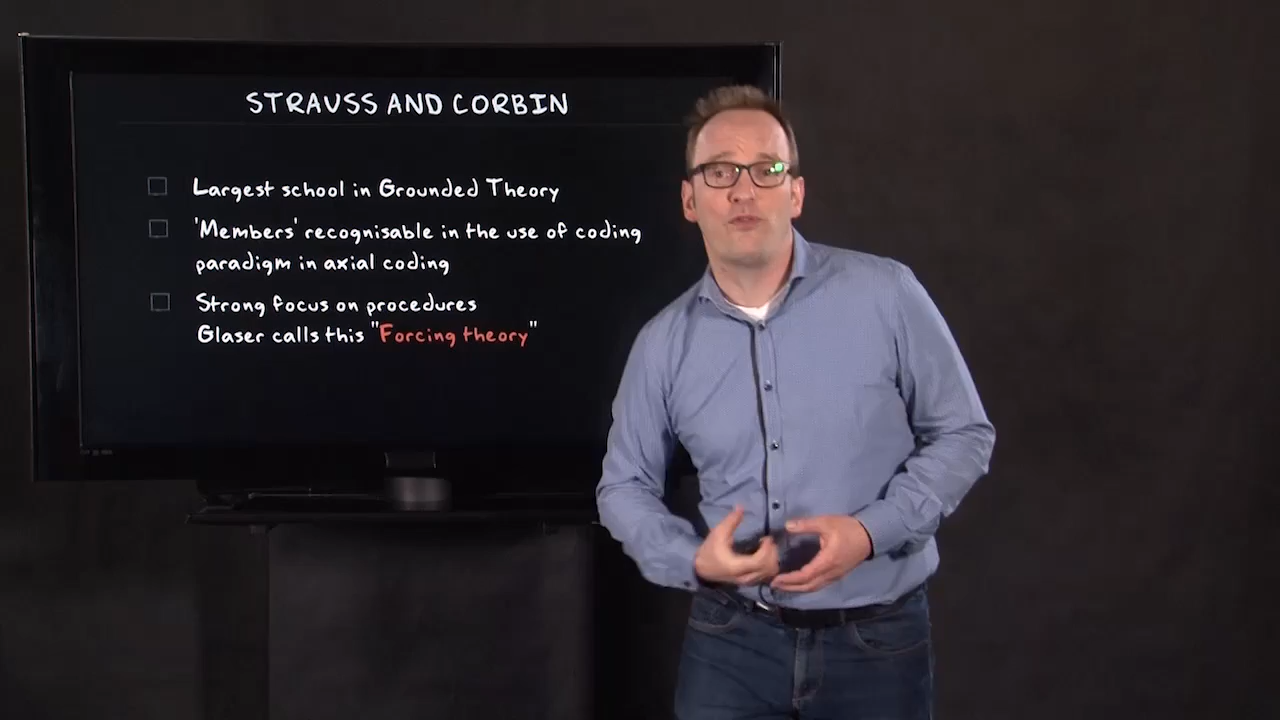 STRAUSS AND CORBIN
Largest school in Grounded Theory
'Members' recognisable in the use of coding
paradigm in axial coding
Strong focus on procedures
Glaser calls this "Forcing theory"